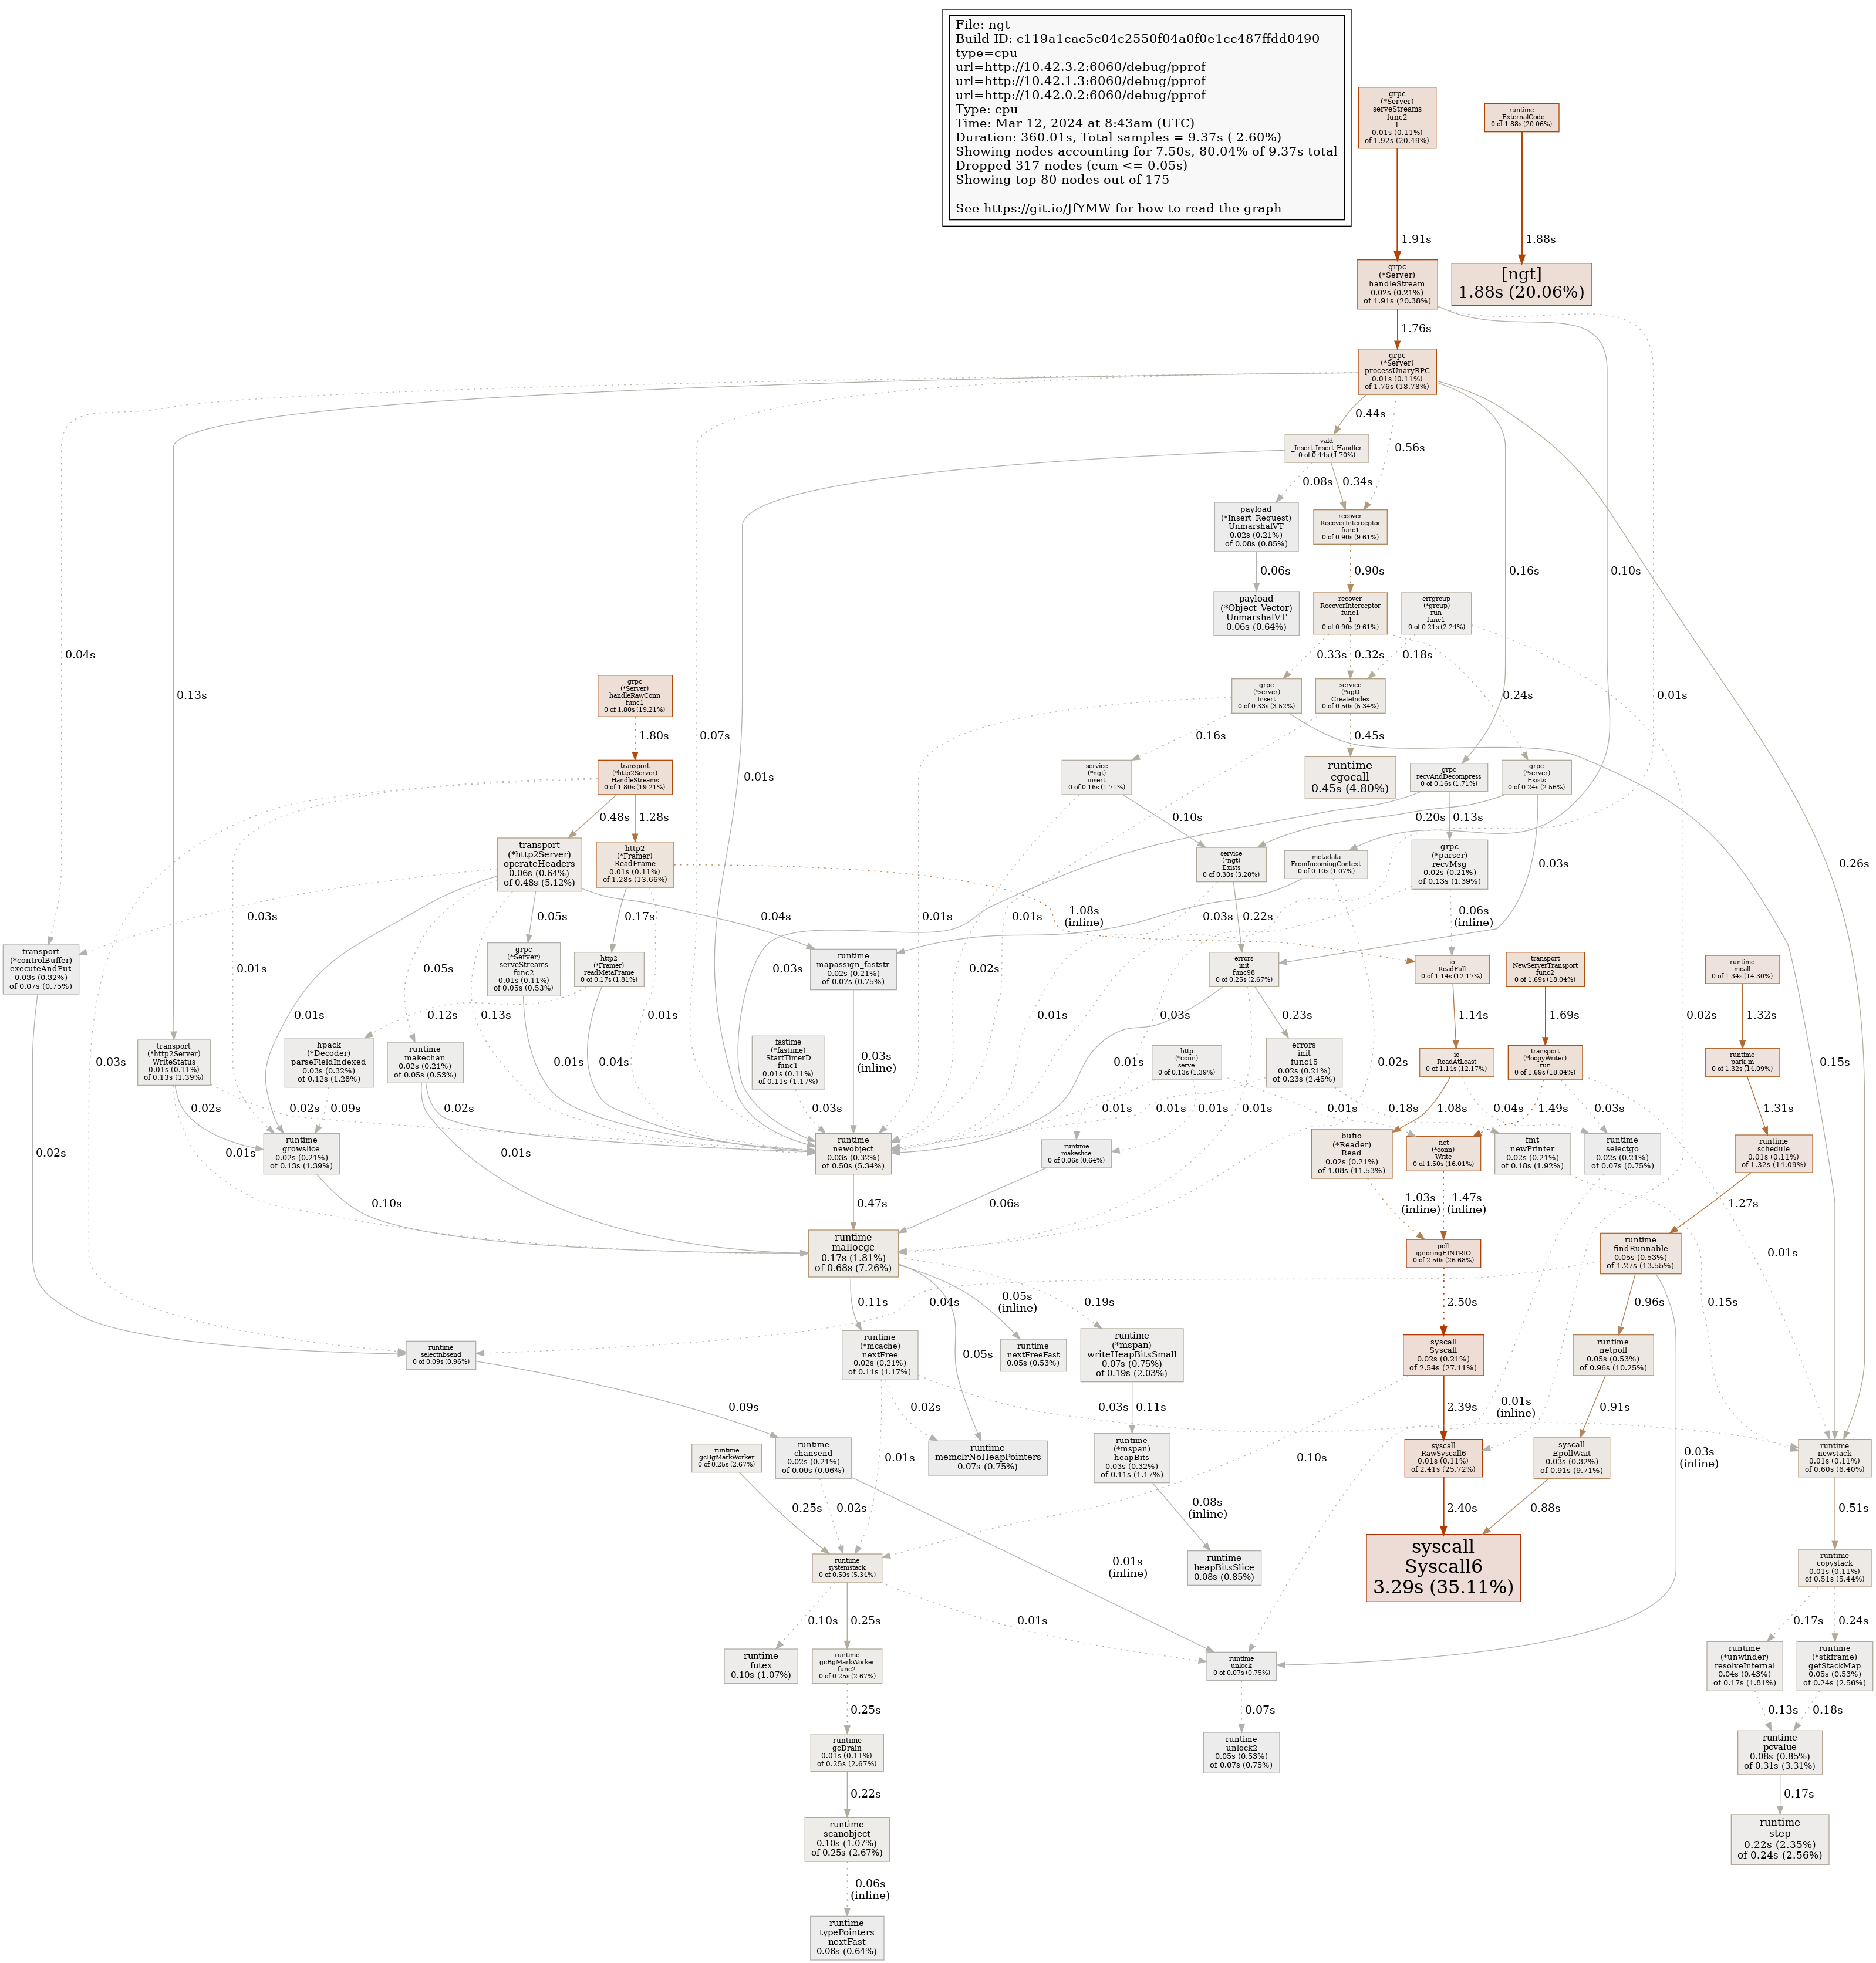 File: ngt
Build ID: c119a1cac5c04c2550f04a0f0e1cc487ffdd0490
type=cpu
url=http://10.42.3.2:6060/debug/pprof
url=http://10.42.1.3:6060/debug/pprof
url=http://10.42.0.2:6060/debug/pprof
Type: cpu
Time: Mar 12, 2024 at 8:43am (UTC)
Duration: 360.01s, Total samples = 9.37s ( 2.60%)
Showing nodes accounting for 7.50s, 80.04% of 9.37s total
Dropped 317 nodes (cum <= 0.05s)
Showing top 80 nodes out of 175
See https://git.io/JfYMW for how to read the graph
grpc
(*Server)
serveStreams
func2
1
0.01s (0.11%)
of 1.92s (20.49%)
runtime
_ExternalCode
0 of 1.88s (20.06%)
1.91s
1.88s
grpc
(*Server)
handleStream
0.02s (0.21%)
of 1.91s (20.38%)
[ngt]
1.88s (20.06%)
1.76s
grpc
(*Server)
processUnaryRPC
0.01s (0.11%)
of 1.76s (18.78%)
0.44s
vald
_Insert_Insert_Handler
0 of 0.44s (4.70%)
0.56s
0.08s
0.34s
payload
(*Insert_Request)
UnmarshalVT
0.02s (0.21%)
of 0.08s (0.85%)
recover
RecoverInterceptor
func1
0 of 0.90s (9.61%)
0.06s
0.90s
0.16s
0.10s
payload
(*Object_Vector)
UnmarshalVT
0.06s (0.64%)
recover
RecoverInterceptor
func1
1
0 of 0.90s (9.61%)
errgroup
(*group)
run
func1
0 of 0.21s (2.24%)
0.04s
0.33s
0.32s
0.18s
0.13s
grpc
(*Server)
handleRawConn
func1
0 of 1.80s (19.21%)
grpc
(*server)
Insert
0 of 0.33s (3.52%)
service
(*ngt)
CreateIndex
0 of 0.50s (5.34%)
0.24s
0.01s
1.80s
0.07s
0.16s
0.45s
transport
(*http2Server)
HandleStreams
0 of 1.80s (19.21%)
0.01s
service
(*ngt)
insert
0 of 0.16s (1.71%)
runtime
cgocall
0.45s (4.80%)
grpc
recvAndDecompress
0 of 0.16s (1.71%)
grpc
(*server)
Exists
0 of 0.24s (2.56%)
0.48s
1.28s
0.10s
0.20s
0.13s
transport
(*http2Server)
operateHeaders
0.06s (0.64%)
of 0.48s (5.12%)
http2
(*Framer)
ReadFrame
0.01s (0.11%)
of 1.28s (13.66%)
service
(*ngt)
Exists
0 of 0.30s (3.20%)
metadata
FromIncomingContext
0 of 0.10s (1.07%)
grpc
(*parser)
recvMsg
0.02s (0.21%)
of 0.13s (1.39%)
0.03s
0.26s
0.03s
0.05s
0.17s
0.04s
0.01s
0.01s
1.08s
(inline)
0.03s
0.22s
0.06s
(inline)
transport
(*controlBuffer)
executeAndPut
0.03s (0.32%)
of 0.07s (0.75%)
0.01s
0.05s
grpc
(*Server)
serveStreams
func2
0.01s (0.11%)
of 0.05s (0.53%)
http2
(*Framer)
readMetaFrame
0 of 0.17s (1.81%)
runtime
mapassign_faststr
0.02s (0.21%)
of 0.07s (0.75%)
0.03s
0.02s
errors
init
func98
0 of 0.25s (2.67%)
io
ReadFull
0 of 1.14s (12.17%)
transport
NewServerTransport
func2
0 of 1.69s (18.04%)
runtime
mcall
0 of 1.34s (14.30%)
0.01s
0.12s
0.13s
0.01s
0.01s
0.03s
0.23s
1.14s
1.69s
0.02s
1.32s
transport
(*http2Server)
WriteStatus
0.01s (0.11%)
of 0.13s (1.39%)
hpack
(*Decoder)
parseFieldIndexed
0.03s (0.32%)
of 0.12s (1.28%)
runtime
makechan
0.02s (0.21%)
of 0.05s (0.53%)
0.03s
0.01s
0.04s
fastime
(*fastime)
StartTimerD
func1
0.01s (0.11%)
of 0.11s (1.17%)
0.03s
(inline)
0.01s
http
(*conn)
serve
0 of 0.13s (1.39%)
errors
init
func15
0.02s (0.21%)
of 0.23s (2.45%)
0.02s
io
ReadAtLeast
0 of 1.14s (12.17%)
transport
(*loopyWriter)
run
0 of 1.69s (18.04%)
runtime
park m
0 of 1.32s (14.09%)
0.15s
0.02s
0.09s
0.02s
0.02s
0.03s
0.01s
0.01s
0.01s
0.01s
0.01s
0.18s
1.08s
0.04s
1.49s
0.03s
1.31s
runtime
growslice
0.02s (0.21%)
of 0.13s (1.39%)
runtime
newobject
0.03s (0.32%)
of 0.50s (5.34%)
runtime
makeslice
0 of 0.06s (0.64%)
bufio
(*Reader)
Read
0.02s (0.21%)
of 1.08s (11.53%)
net
(*conn)
Write
0 of 1.50s (16.01%)
fmt
newPrinter
0.02s (0.21%)
of 0.18s (1.92%)
runtime
selectgo
0.02s (0.21%)
of 0.07s (0.75%)
runtime
schedule
0.01s (0.11%)
of 1.32s (14.09%)
0.02s
0.01s
0.10s
0.01s
0.47s
0.06s
1.03s
(inline)
1.47s
(inline)
1.27s
runtime
mallocgc
0.17s (1.81%)
of 0.68s (7.26%)
poll
ignoringEINTRIO
0 of 2.50s (26.68%)
runtime
findRunnable
0.05s (0.53%)
of 1.27s (13.55%)
0.01s
0.11s
0.04s
0.05s
(inline)
0.19s
2.50s
0.96s
0.15s
runtime
selectnbsend
0 of 0.09s (0.96%)
runtime
(*mcache)
nextFree
0.02s (0.21%)
of 0.11s (1.17%)
0.05s
runtime
nextFreeFast
0.05s (0.53%)
runtime
(*mspan)
writeHeapBitsSmall
0.07s (0.75%)
of 0.19s (2.03%)
syscall
Syscall
0.02s (0.21%)
of 2.54s (27.11%)
runtime
netpoll
0.05s (0.53%)
of 0.96s (10.25%)
0.09s
0.02s
0.03s
0.11s
2.39s
0.01s
(inline)
0.91s
runtime
gcBgMarkWorker
0 of 0.25s (2.67%)
runtime
chansend
0.02s (0.21%)
of 0.09s (0.96%)
0.01s
runtime
memclrNoHeapPointers
0.07s (0.75%)
runtime
(*mspan)
heapBits
0.03s (0.32%)
of 0.11s (1.17%)
0.10s
syscall
RawSyscall6
0.01s (0.11%)
of 2.41s (25.72%)
syscall
EpollWait
0.03s (0.32%)
of 0.91s (9.71%)
0.03s
(inline)
runtime
newstack
0.01s (0.11%)
of 0.60s (6.40%)
0.25s
0.02s
0.08s
(inline)
2.40s
0.88s
0.51s
runtime
systemstack
0 of 0.50s (5.34%)
0.01s
(inline)
runtime
heapBitsSlice
0.08s (0.85%)
syscall
Syscall6
3.29s (35.11%)
runtime
copystack
0.01s (0.11%)
of 0.51s (5.44%)
0.10s
0.25s
0.01s
0.17s
0.24s
runtime
futex
0.10s (1.07%)
runtime
gcBgMarkWorker
func2
0 of 0.25s (2.67%)
runtime
unlock
0 of 0.07s (0.75%)
runtime
(*unwinder)
resolveInternal
0.04s (0.43%)
of 0.17s (1.81%)
runtime
(*stkframe)
getStackMap
0.05s (0.53%)
of 0.24s (2.56%)
0.25s
0.07s
0.13s
0.18s
runtime
gcDrain
0.01s (0.11%)
of 0.25s (2.67%)
runtime
unlock2
0.05s (0.53%)
of 0.07s (0.75%)
runtime
pcvalue
0.08s (0.85%)
of 0.31s (3.31%)
0.22s
0.17s
runtime
scanobject
0.10s (1.07%)
of 0.25s (2.67%)
runtime
step
0.22s (2.35%)
of 0.24s (2.56%)
0.06s
(inline)
runtime
typePointers
nextFast
0.06s (0.64%)